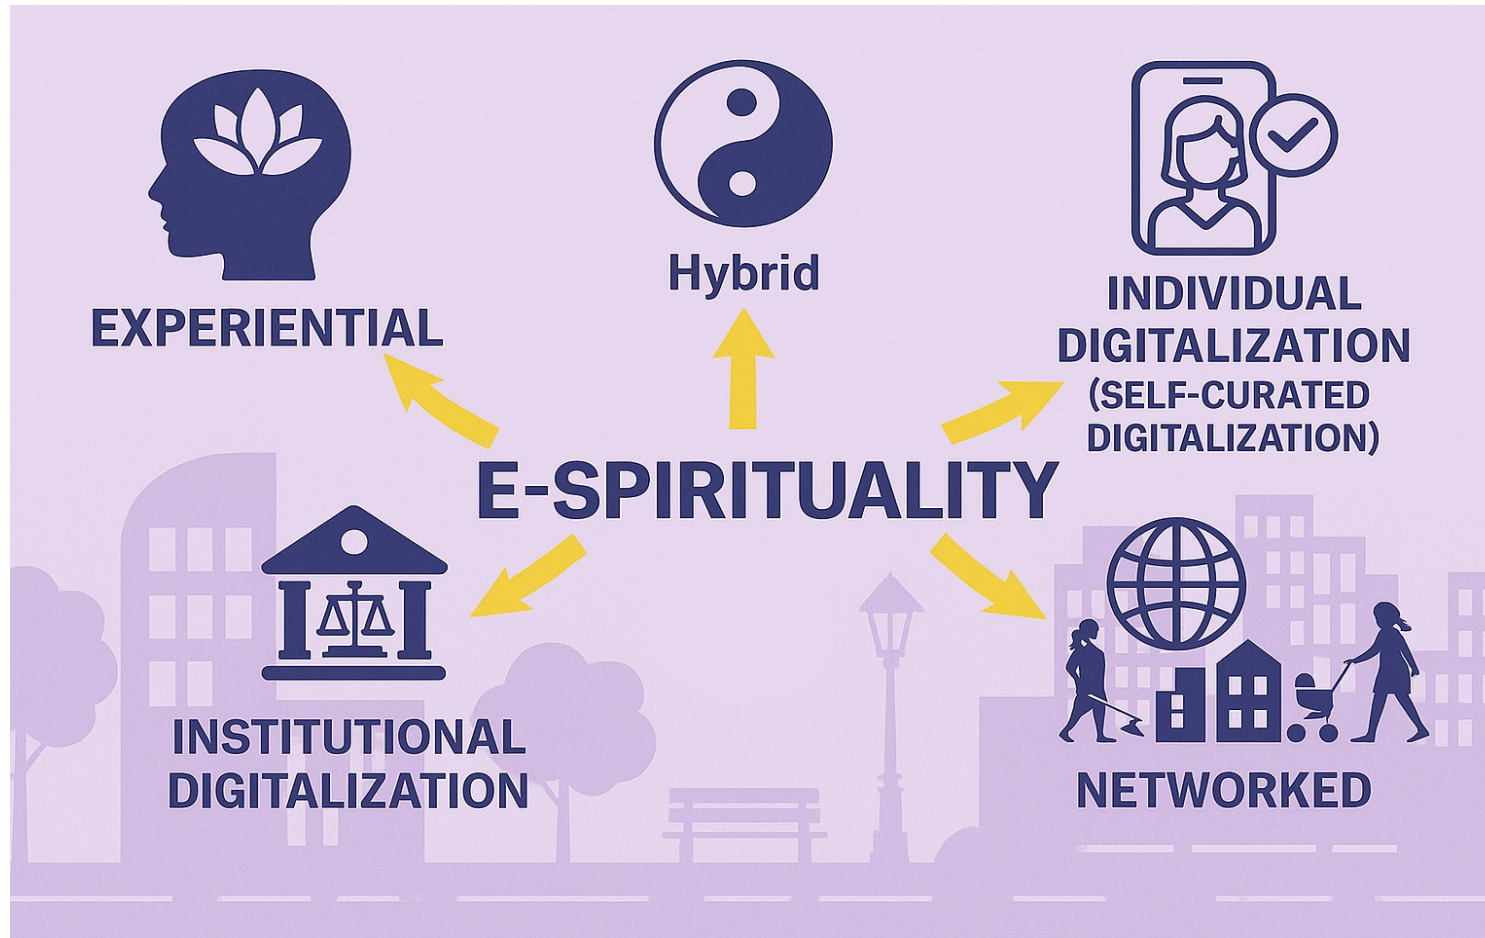 EXPERIENTIAL
Hybrid
INDIVIDUAL
DIGITALIZATION
(SELF-CURATED
DIGITALIZATION)
E-SPIRITUALITY
INSTITUTIONAL
DIGITALIZATION
NETWORKED